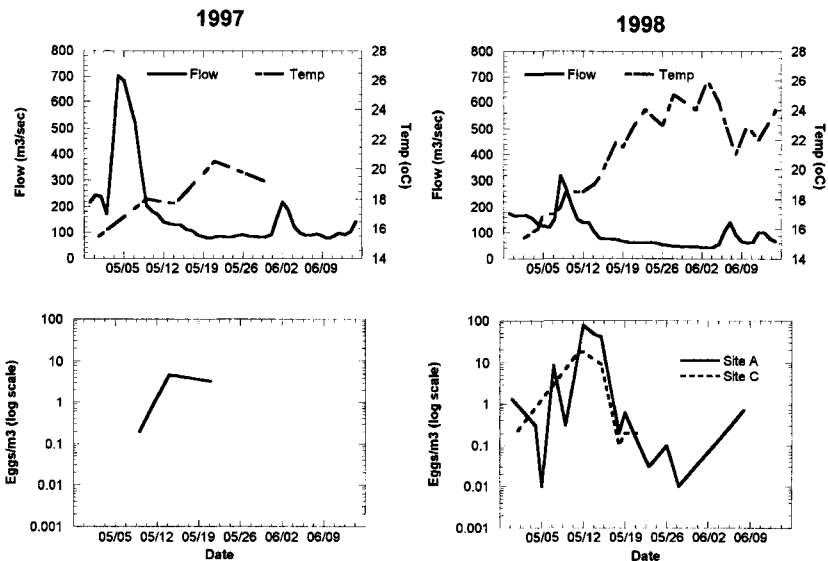 1997
1998
800
700
600
500
400
300
200
100
0
Flow (m3/sec)
Flow
Temp
28
26
24
22
20
18
16
14
Temp (oC)
05/05 05/12 05/19 05/26 06/02 06/09
800
700
600
500
400
300
200
100
0
Flow (m3/sec)
Flow
Temp
28
26
24
22
20
18
16
14
Temp (oC)
05/05 05/12 05/19 05/26 06/02 06/09
100
10
1
0.1
0.01
0.001
Eggs/m3 (log scale)
05/05 05/12 05/19 05/26 06/02 06/09
Date
100
10
1
0.1
0.01
0.001
Eggs/m3 (log scale)
Site A
Site C
05/05 05/12 05/19 05/26 06/02 06/09
Date